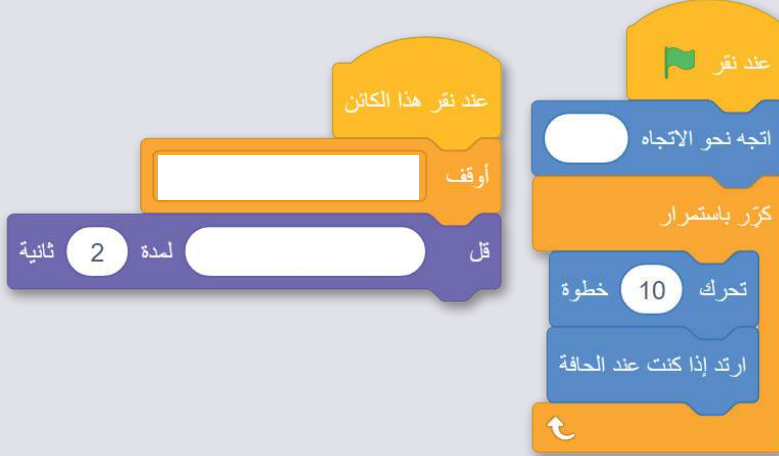 عند نقر
اتجه نحو الاتجاه
كرّر باستمرار
تحرك 10 خطوة
ارتد إذا كنت عند الحافة
عند نقر هذا الكائن
أوقف
قل لمدة 2 ثانية